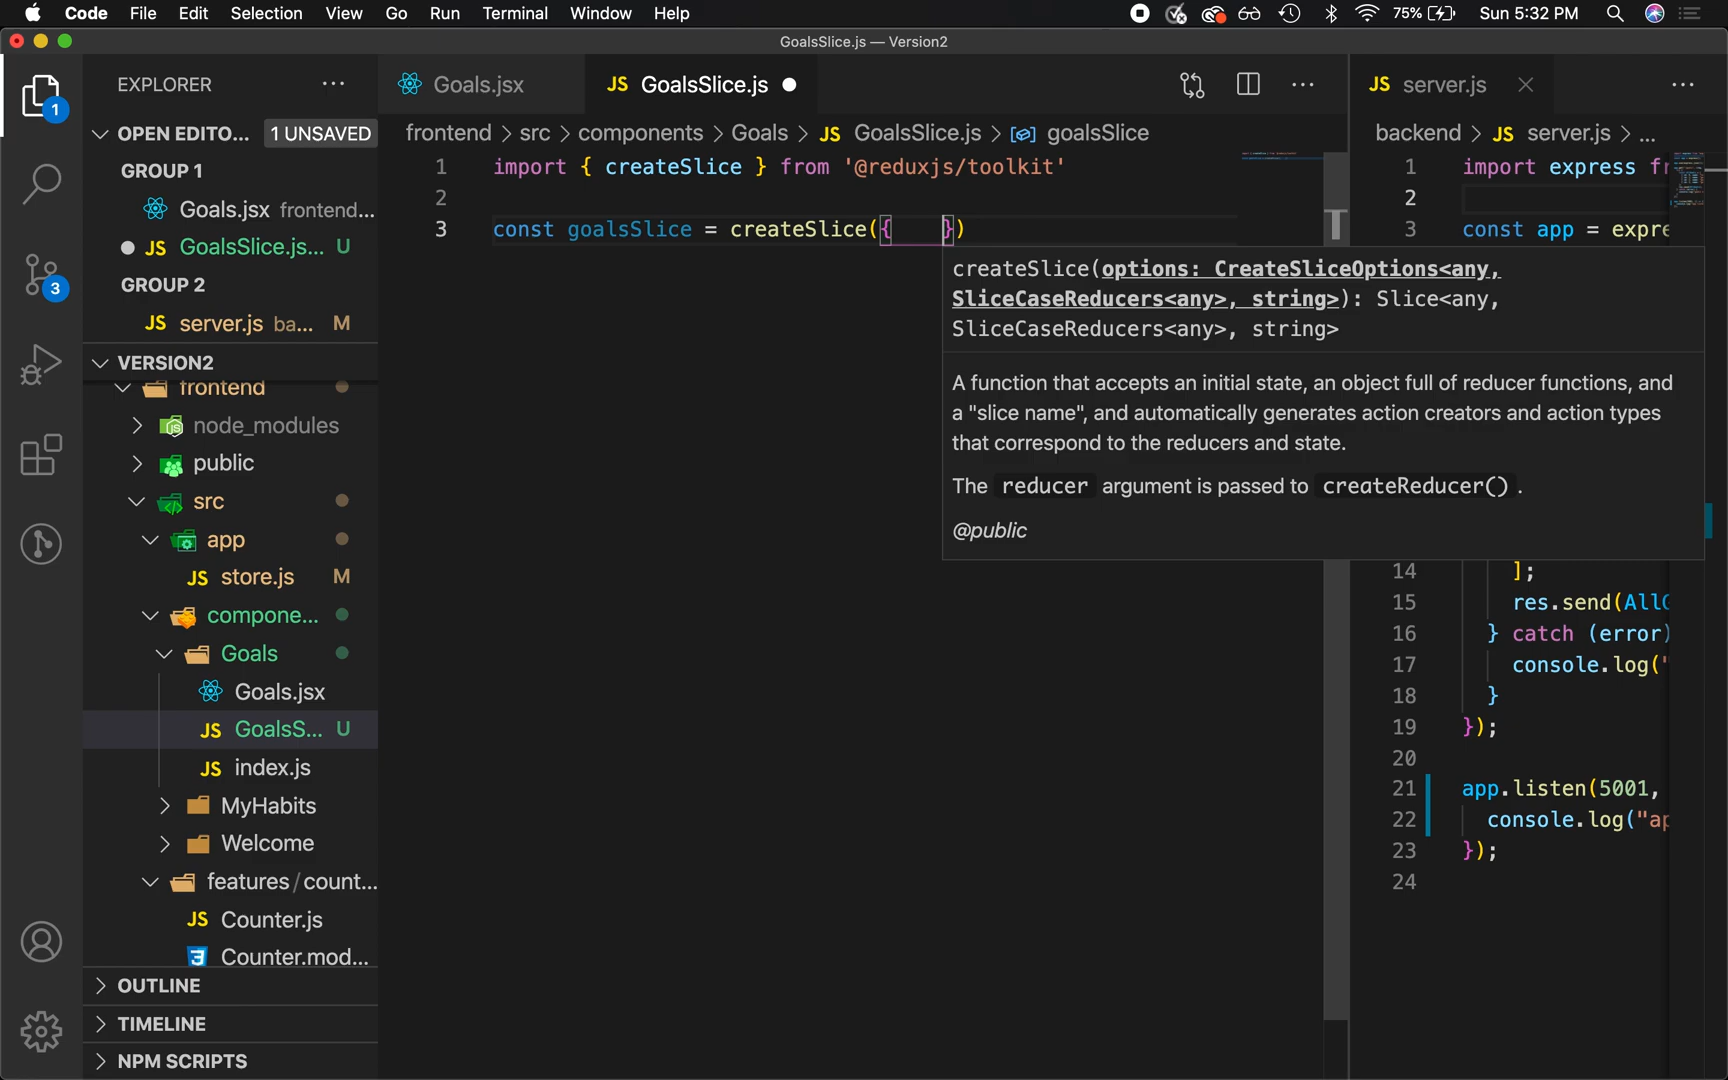 Code File Edit Selection View Go Run Terminal Window Help 75% Sun 5:32 PM
GoalsSlice.js — Version2
EXPLORER ...
OPEN EDITO... 1 UNSAVED
GROUP 1
Goals.jsx frontend...
JS GoalsSlice.js... U
GROUP 2
JS server.js ba... M
VERSION2
frontend
node_modules
public
src
app
JS store.js M
compone...
Goals
Goals.jsx
JS GoalsS... U
JS index.js
MyHabits
Welcome
features/count...
JS Counter.js
Counter.mod...
OUTLINE
TIMELINE
NPM SCRIPTS
1
3
Goals.jsx JS GoalsSlice.js ...
frontend > src > components > Goals > JS GoalsSlice.js > goalsSlice
1 import { createSlice } from '@reduxjs/toolkit'
2
3 const goalsSlice = createSlice({ })
createSlice(options: CreateSliceOptions<any,
SliceCaseReducers<any>, string>): Slice<any,
SliceCaseReducers<any>, string>
A function that accepts an initial state, an object full of reducer functions, and
a "slice name", and automatically generates action creators and action types
that correspond to the reducers and state.
The reducer argument is passed to createReducer() .
@public
JS server.js ...
backend > JS server.js > ...
1 import express fr
2
3 const app = expre
14 ];
15 res.send(AllG
16 } catch (error)
17 console.log("
18 }
19 });
20
21 app.listen(5001,
22 console.log("ap
23 });
24